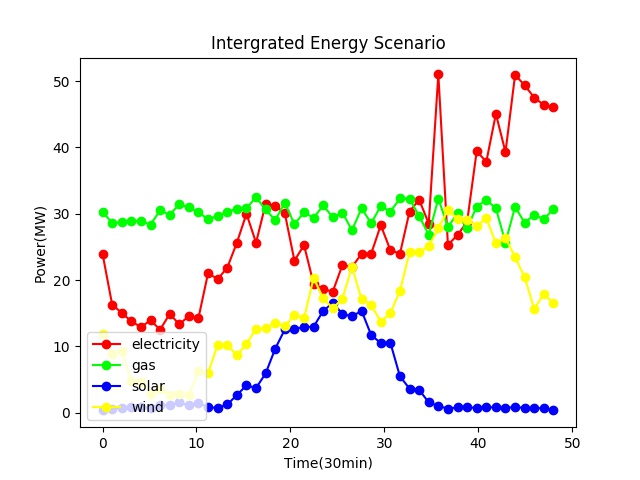 Intergrated Energy Scenario
Power(MW)
50
40
30
20
10
0
electricity
gas
solar
wind
0 10 20 30 40 50
Time(30min)